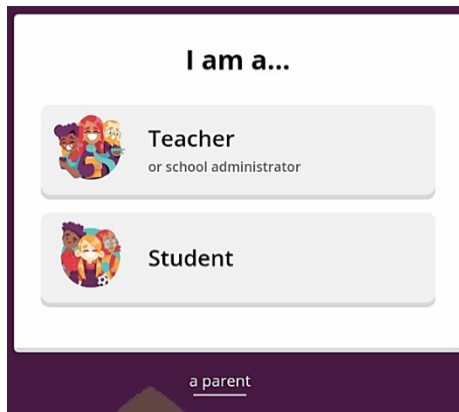 I am a...
Teacher
or school administrator
Student
a parent